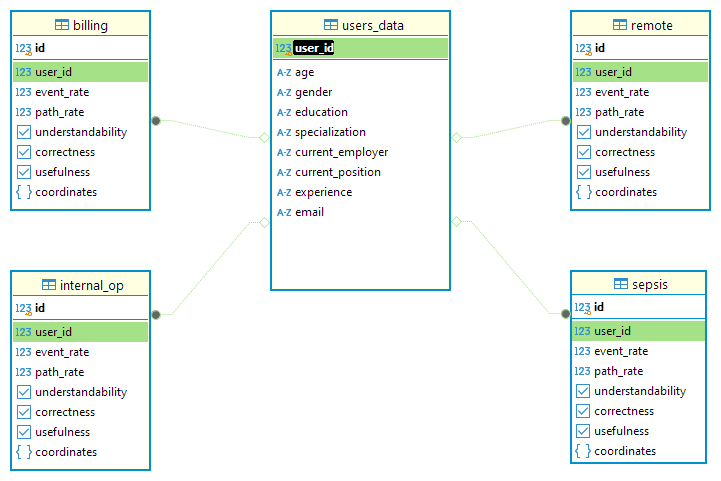 billing
123 id
123 user_id
123 event_rate
123 path_rate
understandability
correctness
usefulness
{ } coordinates
users_data
123 user_id
A-Z age
A-Z gender
A-Z education
A-Z specialization
A-Z current_employer
A-Z current_position
A-Z experience
A-Z email
remote
123 id
123 user_id
123 event_rate
123 path_rate
understandability
correctness
usefulness
{ } coordinates
internal_op
123 id
123 user_id
123 event_rate
123 path_rate
understandability
correctness
usefulness
{ } coordinates
sepsis
123 id
123 user_id
123 event_rate
123 path_rate
understandability
correctness
usefulness
{ } coordinates